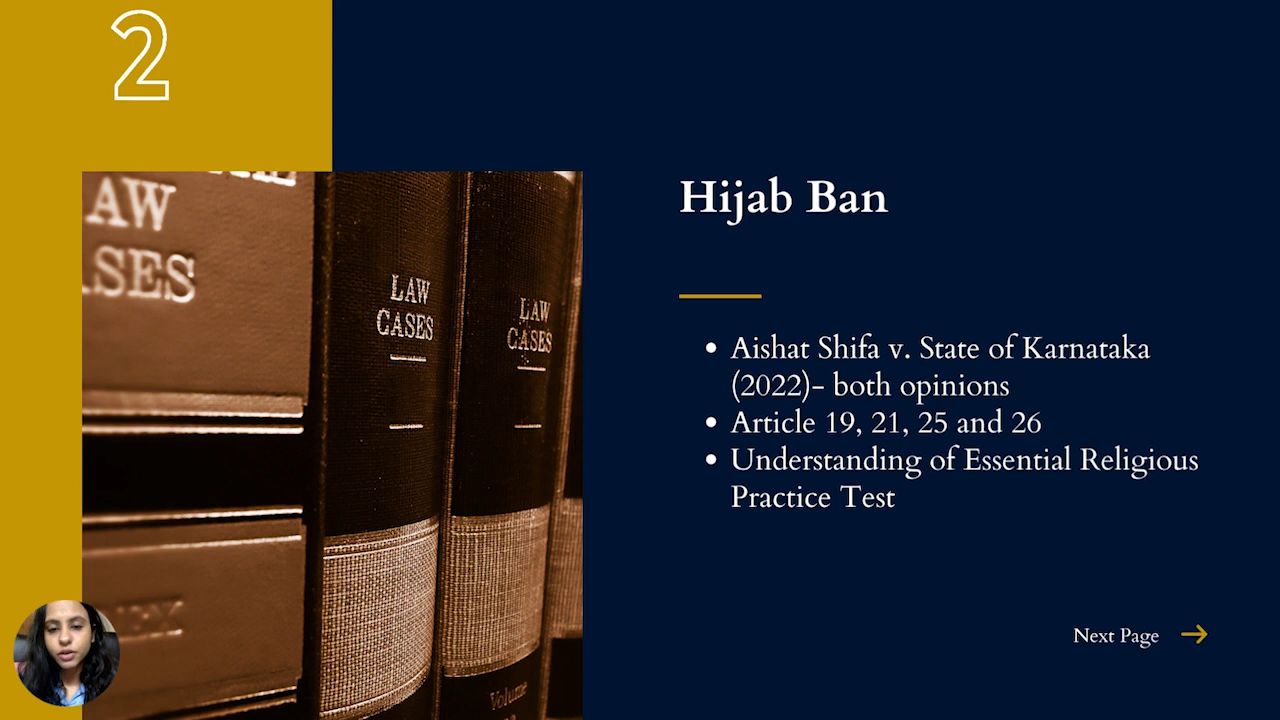 2
AW
ASES
LAW
CASES
LAW
CASES
Volume
Hijab Ban
Aishat Shifa v. State of Karnataka
(2022)- both opinions
Article 19, 21, 25 and 26
Understanding of Essential Religious
Practice Test
Next Page